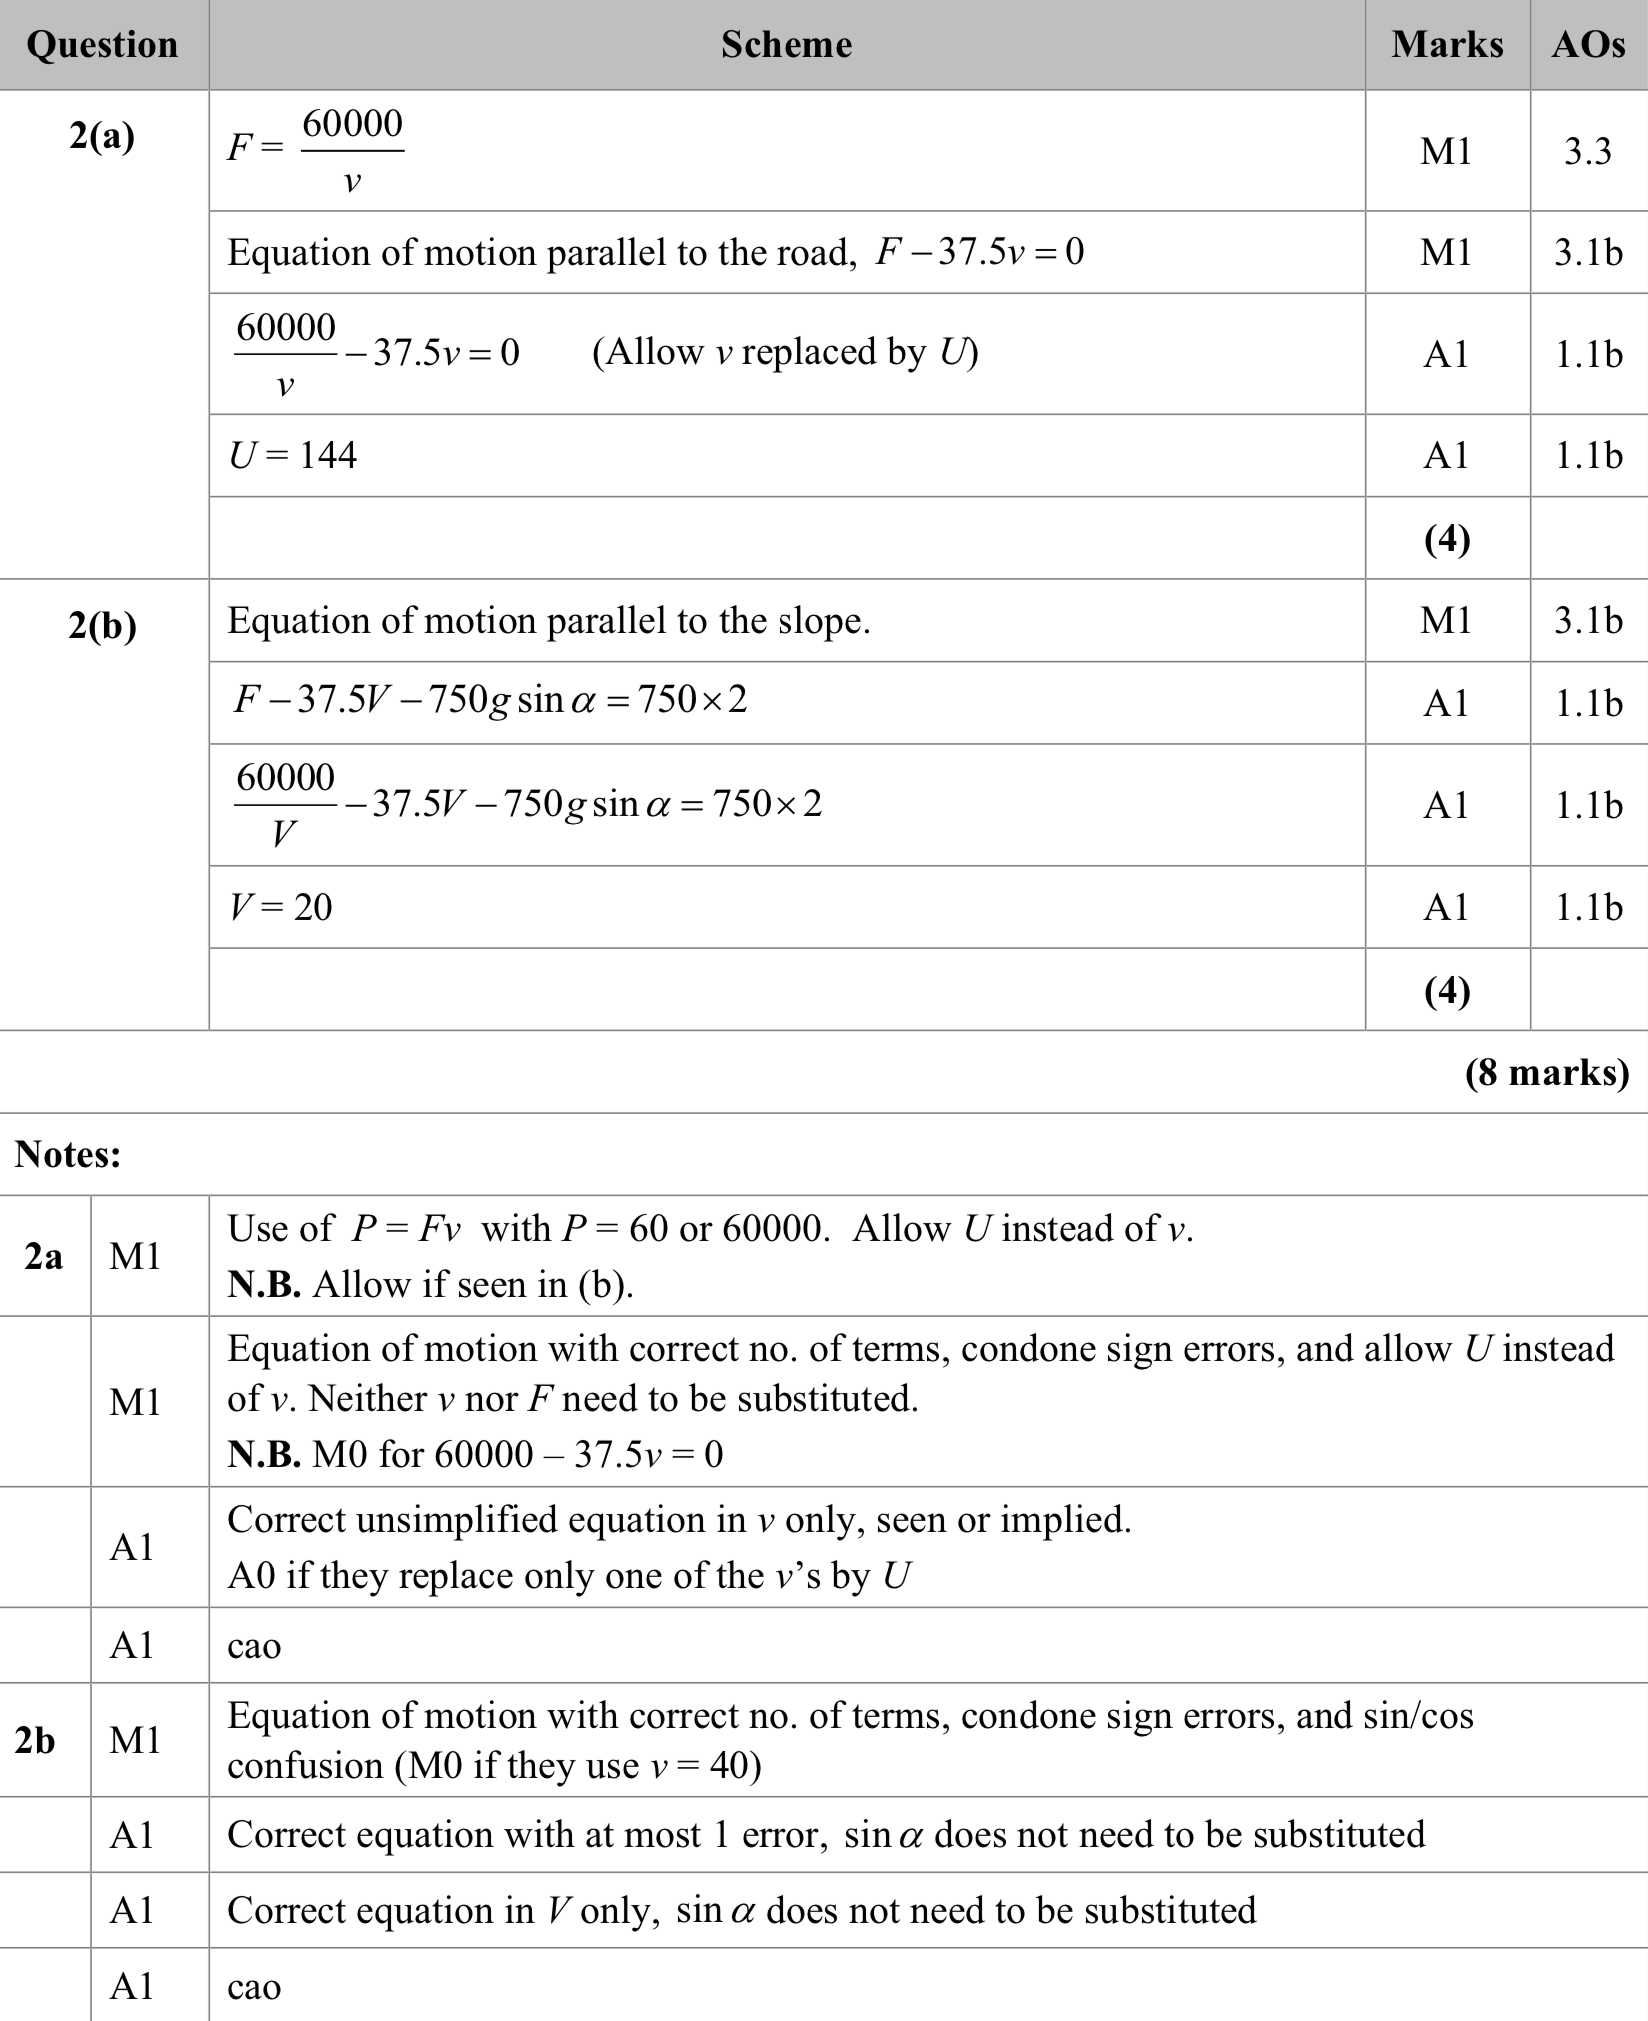 Question Scheme Marks AOs
2(a) F = 60000/v M1 3.3
Equation of motion parallel to the road, F − 37.5v = 0 M1 3.1b
60000/v − 37.5v = 0 (Allow v replaced by U) A1 1.1b
U = 144 A1 1.1b
(4)
2(b) Equation of motion parallel to the slope. M1 3.1b
F − 37.5V − 750g sin α = 750 × 2 A1 1.1b
60000/V − 37.5V − 750g sin α = 750 × 2 A1 1.1b
V = 20 A1 1.1b
(4)
(8 marks)
Notes:
2a M1 Use of P = Fv with P = 60 or 60000. Allow U instead of v.
N.B. Allow if seen in (b).
M1 Equation of motion with correct no. of terms, condone sign errors, and allow U instead
of v. Neither v nor F need to be substituted.
N.B. M0 for 60000 – 37.5v = 0
A1 Correct unsimplified equation in v only, seen or implied.
A0 if they replace only one of the v’s by U
A1 cao
2b M1 Equation of motion with correct no. of terms, condone sign errors, and sin/cos
confusion (M0 if they use v = 40)
A1 Correct equation with at most 1 error, sin α does not need to be substituted
A1 Correct equation in V only, sin α does not need to be substituted
A1 cao